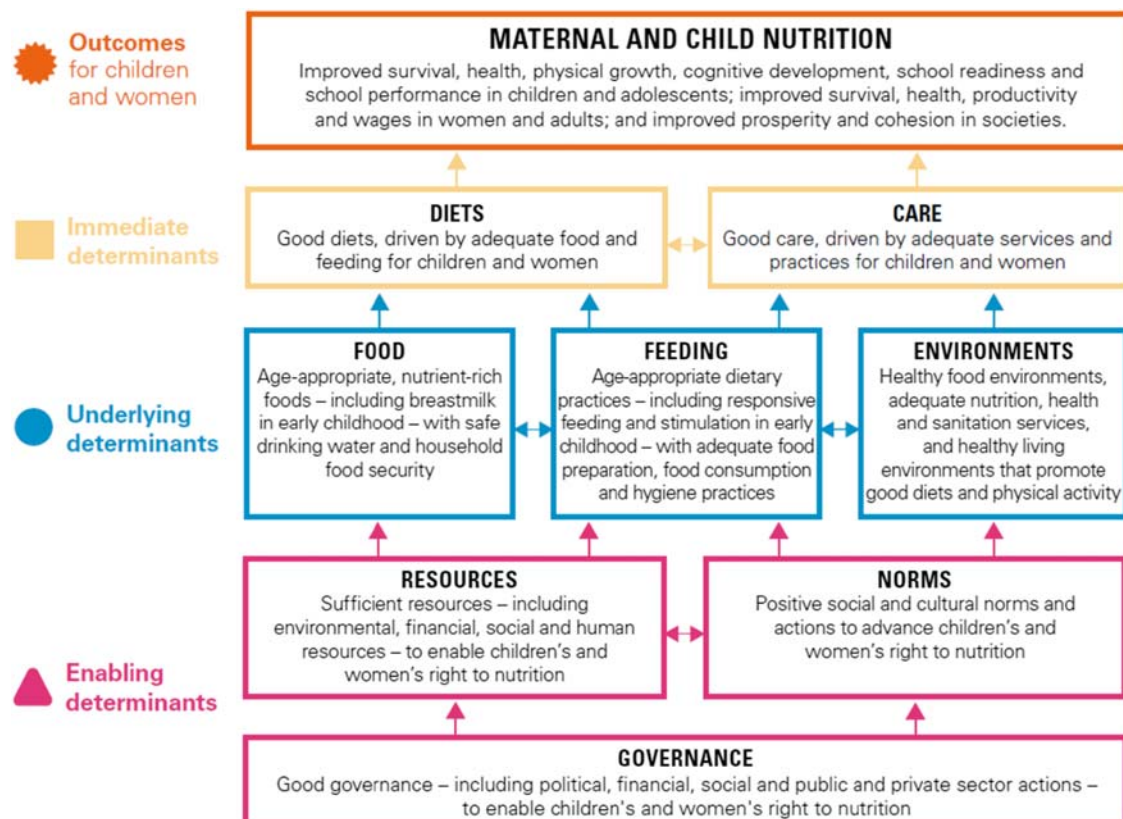 Outcomes
for children
and women
MATERNAL AND CHILD NUTRITION
Improved survival, health, physical growth, cognitive development, school readiness and
school performance in children and adolescents; improved survival, health, productivity
and wages in women and adults; and improved prosperity and cohesion in societies.
Immediate
determinants
DIETS
Good diets, driven by adequate food and
feeding for children and women
CARE
Good care, driven by adequate services and
practices for children and women
Underlying
determinants
FOOD
Age-appropriate, nutrient-rich
foods – including breastmilk
in early childhood – with safe
drinking water and household
food security
FEEDING
Age-appropriate dietary
practices – including responsive
feeding and stimulation in early
childhood – with adequate food
preparation, food consumption
and hygiene practices
ENVIRONMENTS
Healthy food environments,
adequate nutrition, health
and sanitation services,
and healthy living
environments that promote
good diets and physical activity
Enabling
determinants
RESOURCES
Sufficient resources – including
environmental, financial, social and human
resources – to enable children’s and
women’s right to nutrition
NORMS
Positive social and cultural norms and
actions to advance children’s and
women’s right to nutrition
GOVERNANCE
Good governance – including political, financial, social and public and private sector actions –
to enable children's and women's right to nutrition